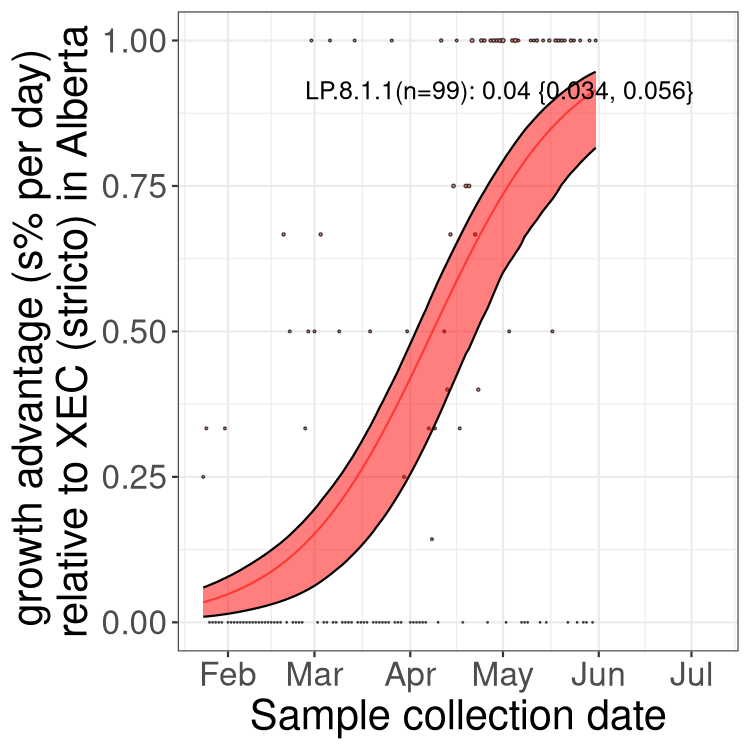 growth advantage (s% per day)
relative to XEC (stricto) in Alberta
1.00
0.75
0.50
0.25
0.00
LP.8.1.1(n=99): 0.04 {0.034, 0.056}
Feb Mar Apr May Jun Jul
Sample collection date